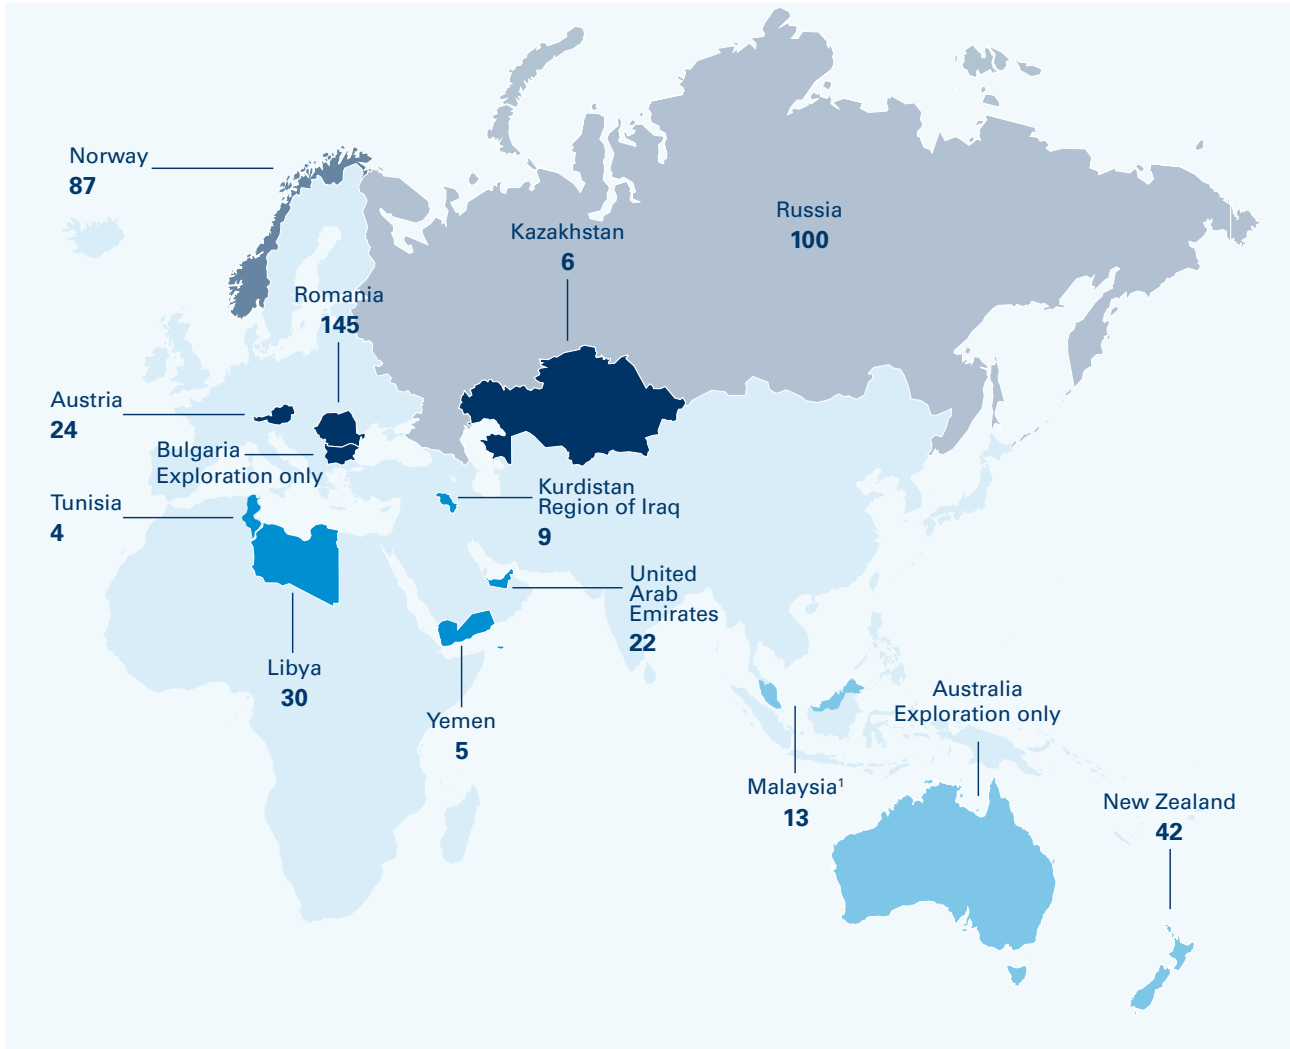 Norway
87
Russia
100
Kazakhstan
6
Romania
145
Austria
24
Bulgaria
Exploration only
Tunisia
4
Kurdistan
Region of Iraq
9
United
Arab
Emirates
22
Libya
30
Yemen
5
Australia
Exploration only
Malaysia¹
13
New Zealand
42